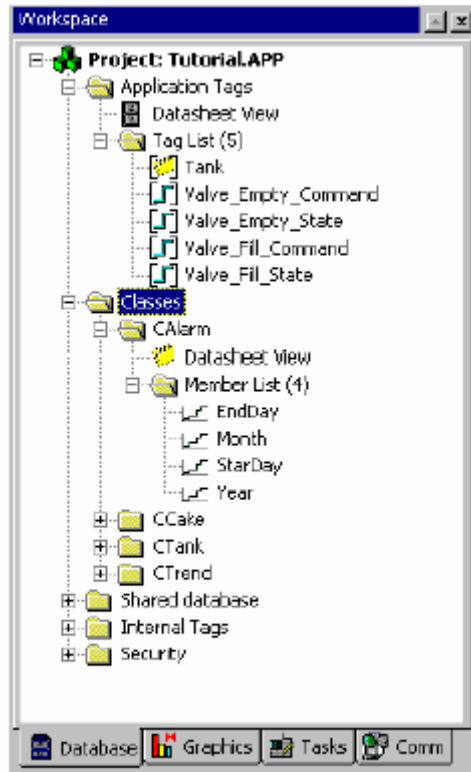 Workspace
Project: Tutorial.APP
Application Tags
Datasheet View
Tag List (5)
Tank
Valve_Empty_Command
Valve_Empty_State
Valve_Fill_Command
Valve_Fill_State
Classes
CAlarm
Datasheet View
Member List (4)
EndDay
Month
StarDay
Year
CCake
CTank
CTrend
Shared database
Internal Tags
Security
Database Graphics Tasks Comm